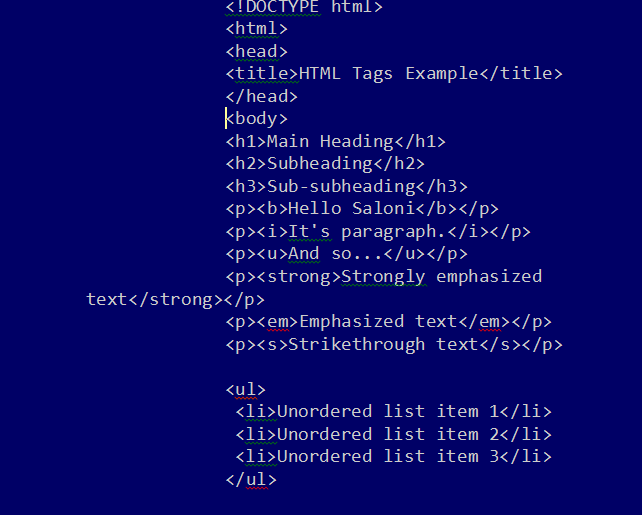 <!DOCTYPE html>
<html>
<head>
<title>HTML Tags Example</title>
</head>
<body>
<h1>Main Heading</h1>
<h2>Subheading</h2>
<h3>Sub-subheading</h3>
<p><b>Hello Saloni</b></p>
<p><i>It's paragraph.</i></p>
<p><u>And so...</u></p>
<p><strong>Strongly emphasized
text</strong></p>
<p><em>Emphasized text</em></p>
<p><s>Strikethrough text</s></p>
<ul>
<li>Unordered list item 1</li>
<li>Unordered list item 2</li>
<li>Unordered list item 3</li>
</ul>